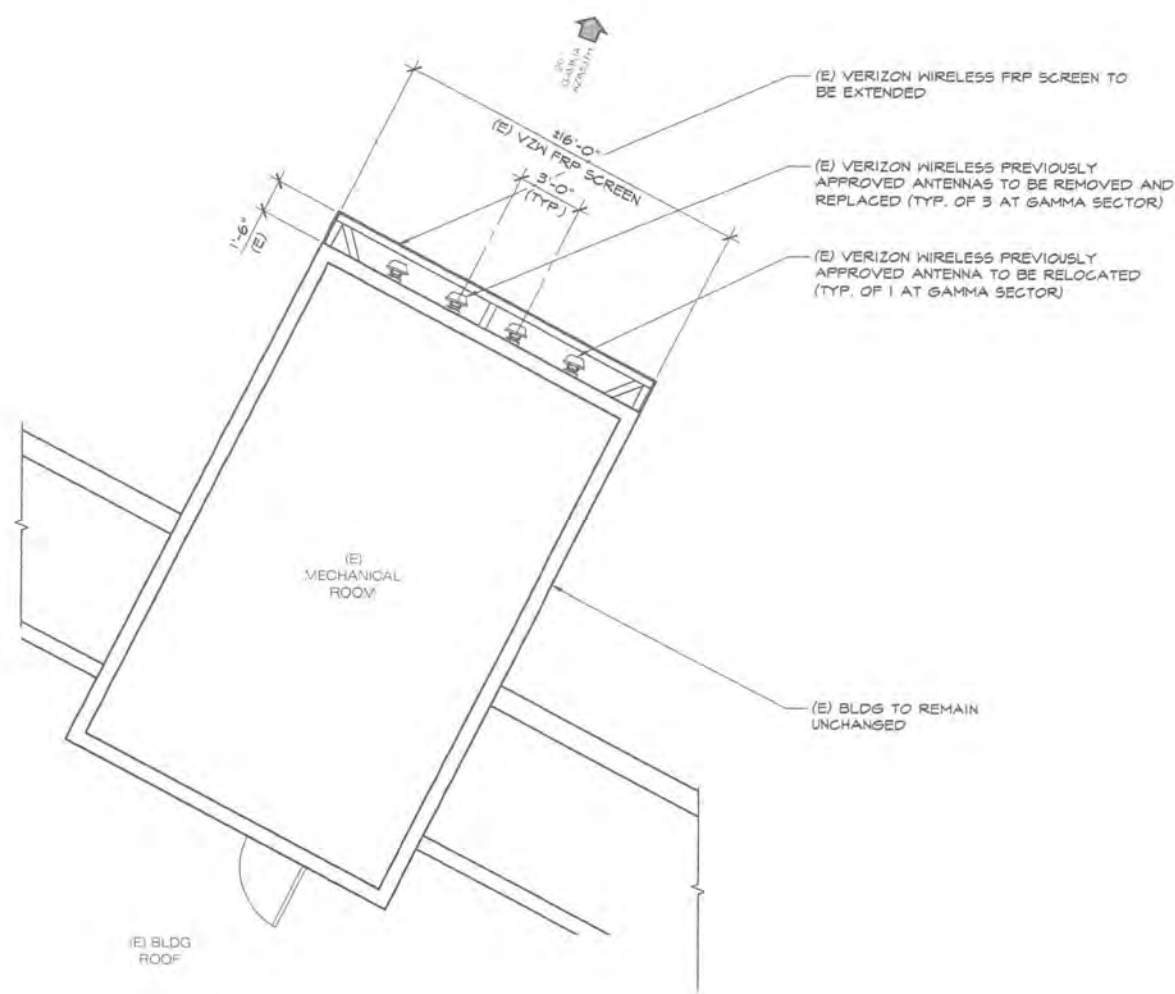 GAMMA
AZIMUTH
(E) VERIZON WIRELESS FRP SCREEN TO
BE EXTENDED
±16'-0"
(E) VZW FRP SCREEN
3'-0"
(TYP.)
1'-6"
(E)
(E) VERIZON WIRELESS PREVIOUSLY
APPROVED ANTENNAS TO BE REMOVED AND
REPLACED (TYP. OF 3 AT GAMMA SECTOR)
(E) VERIZON WIRELESS PREVIOUSLY
APPROVED ANTENNA TO BE RELOCATED
(TYP. OF 1 AT GAMMA SECTOR)
(E)
MECHANICAL
ROOM
(E) BLDG TO REMAIN
UNCHANGED
(E) BLDG
ROOF